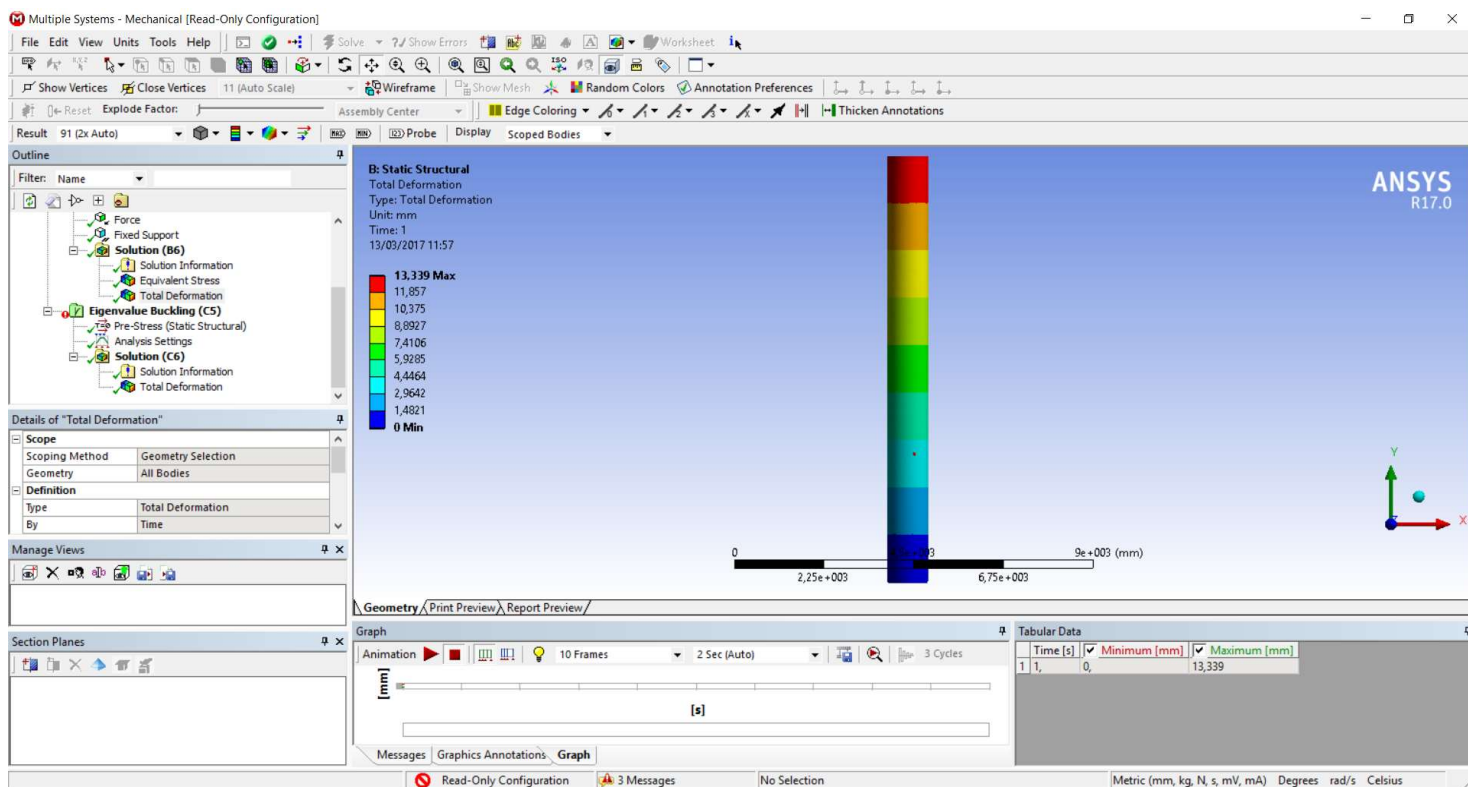 Multiple Systems - Mechanical [Read-Only Configuration]
File Edit View Units Tools Help Solve ?/ Show Errors Worksheet
Show Vertices Close Vertices 11 (Auto Scale) Wireframe Show Mesh Random Colors Annotation Preferences
Reset Explode Factor: Assembly Center Edge Coloring Thicken Annotations
Result 91 (2x Auto) MAX MIN Probe Display Scoped Bodies
Outline
Filter: Name
Force
Fixed Support
Solution (B6)
Solution Information
Equivalent Stress
Total Deformation
Eigenvalue Buckling (C5)
Pre-Stress (Static Structural)
Analysis Settings
Solution (C6)
Solution Information
Total Deformation
Details of "Total Deformation"
Scope
Scoping Method Geometry Selection
Geometry All Bodies
Definition
Type Total Deformation
By Time
Manage Views
Section Planes
B: Static Structural
Total Deformation
Type: Total Deformation
Unit: mm
Time: 1
13/03/2017 11:57
13,339 Max
11,857
10,375
8,8927
7,4106
5,9285
4,4464
2,9642
1,4821
0 Min
ANSYS
R17.0
Y
X
0 9e+003 (mm)
2,25e+003 6,75e+003
Geometry Print Preview Report Preview
Graph
Animation 10 Frames 2 Sec (Auto) 3 Cycles
[mm]
[s]
Messages Graphics Annotations Graph
Tabular Data
Time [s] Minimum [mm] Maximum [mm]
1 1, 0, 13,339
Read-Only Configuration 3 Messages No Selection Metric (mm, kg, N, s, mV, mA) Degrees rad/s Celsius